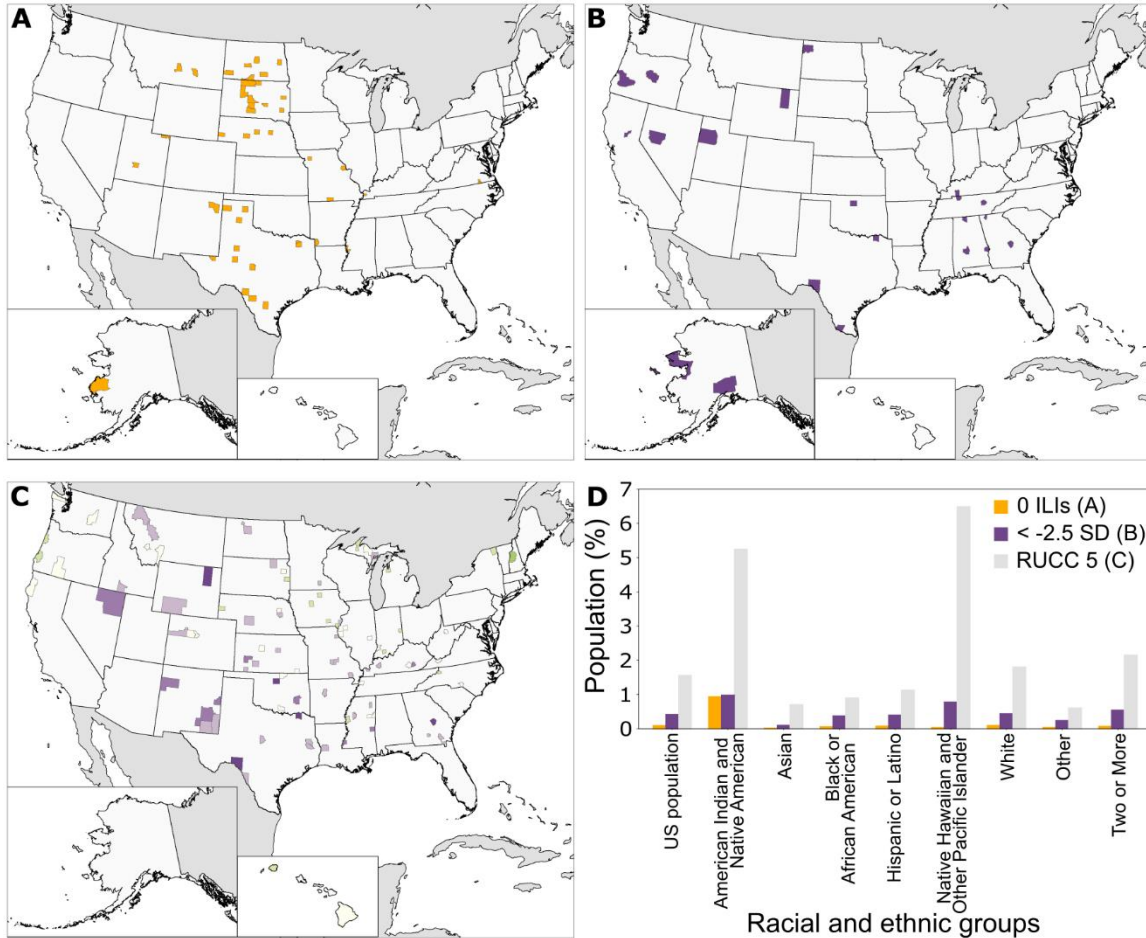 A
B
C
D
7
6
5
4
3
2
1
0
Population (%)
0 ILIs (A)
< -2.5 SD (B)
RUCC 5 (C)
US population
American Indian and
Native American
Asian
Black or
African American
Hispanic or Latino
Native Hawaiian and
Other Pacific Islander
White
Other
Two or More
Racial and ethnic groups